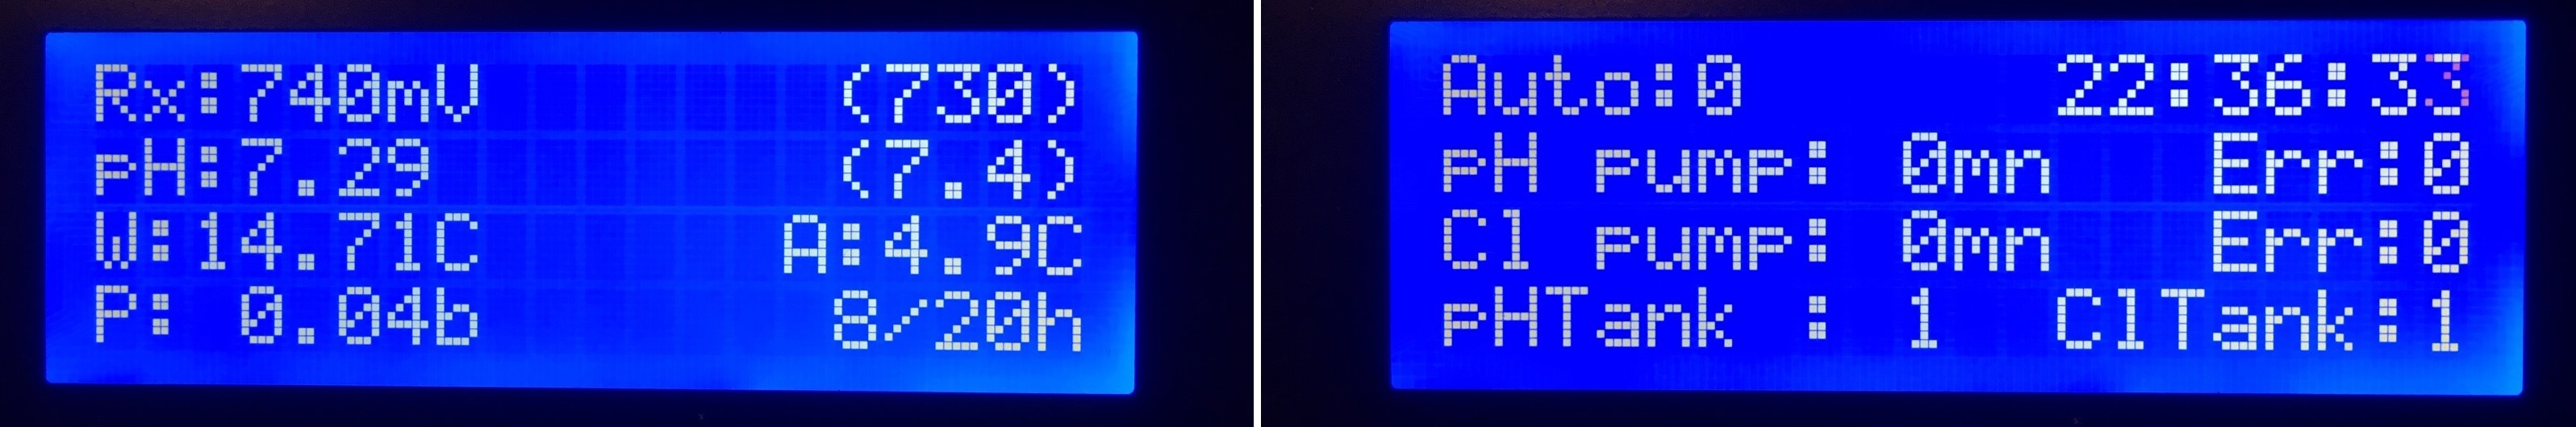 Rx:740mV (730)
pH:7.29 (7.4)
W:14.71C A:4.9C
P: 0.04b 8/20h
Auto:0 22:36:33
pH pump: 0mn Err:0
Cl pump: 0mn Err:0
pHTank : 1 ClTank:1